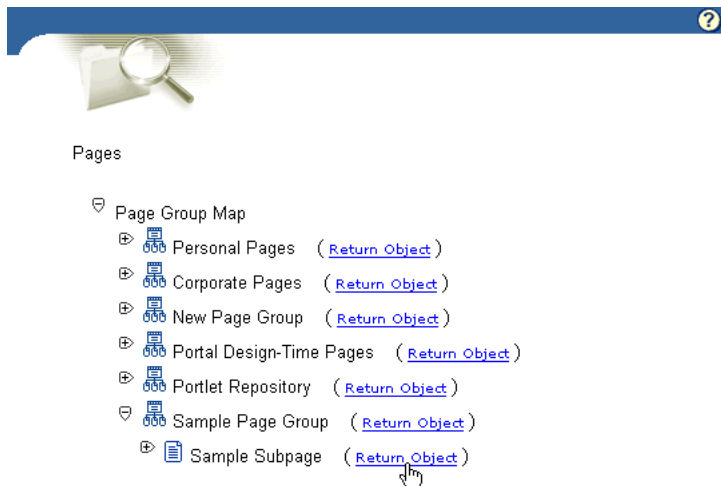 ?
Pages
Page Group Map
Personal Pages (Return Object)
Corporate Pages (Return Object)
New Page Group (Return Object)
Portal Design-Time Pages (Return Object)
Portlet Repository (Return Object)
Sample Page Group (Return Object)
Sample Subpage (Return Object)